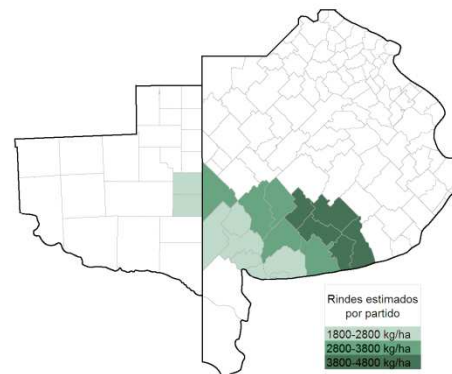 Rindes estimados
por partido
1800-2800 kg/ha
2800-3800 kg/ha
3800-4800 kg/ha